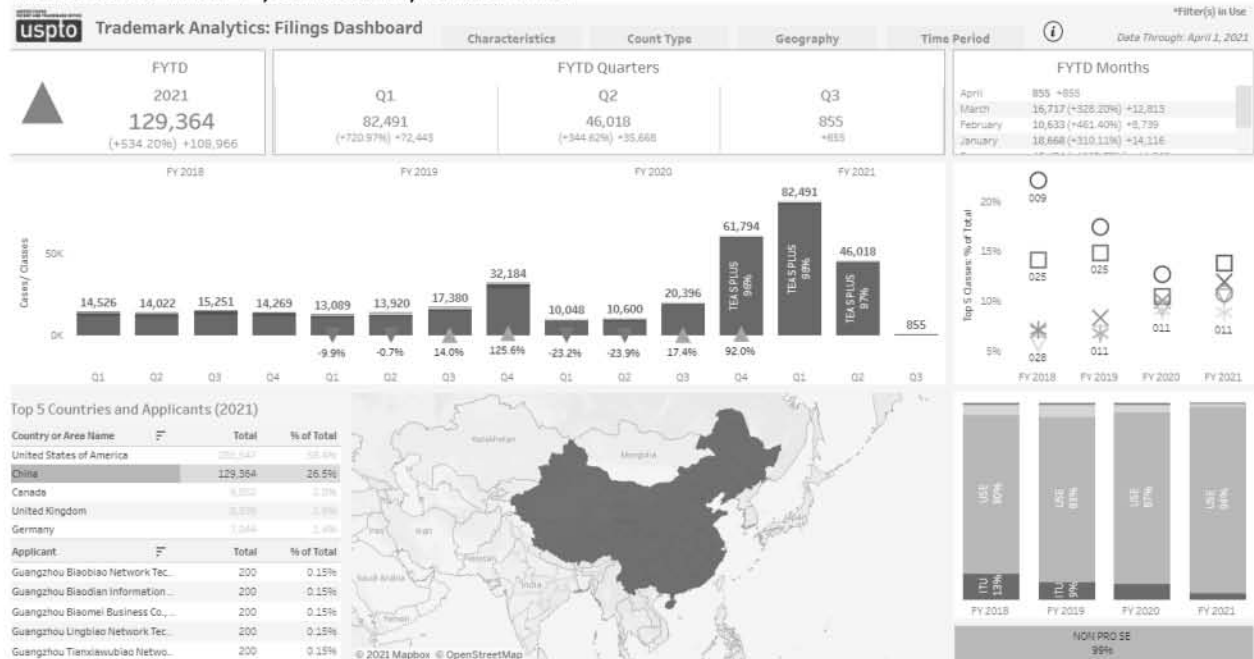 *Filter(s) in Use
uspto Trademark Analytics: Filings Dashboard
Characteristics Count Type Geography Time Period
i
Data Through: April 1, 2021
FYTD
2021
129,364
(+534.20%) +108,966
FYTD Quarters
Q1 Q2 Q3
82,491 46,018 855
(+720.97%) +72,443 (+344.62%) +35,668 +855
FYTD Months
April 855 +855
March 16,717 (+328.20%) +12,813
February 10,633 (+461.40%) +8,739
January 18,668 (+310.11%) +14,116
FY 2018 FY 2019 FY 2020 FY 2021
Cases/ Classes
50K
0K
14,526 14,022 15,251 14,269 13,089 13,920 17,380 32,184 10,048 10,600 20,396 61,794 82,491 46,018 855
TEAS PLUS 96%
TEAS PLUS 98%
TEAS PLUS 97%
-9.9% -0.7% 14.0% 125.6% -23.2% -23.9% 17.4% 92.0%
Q1 Q2 Q3 Q4 Q1 Q2 Q3 Q4 Q1 Q2 Q3 Q4 Q1 Q2 Q3
Top 5 Classes: % of Total
20%
15%
10%
5%
009
025 025
028 011 011 011
FY 2018 FY 2019 FY 2020 FY 2021
Top 5 Countries and Applicants (2021)
Country or Area Name Total % of Total
United States of America
China 129,364 26.5%
Canada
United Kingdom
Germany
Applicant Total % of Total
Guangzhou Biaobiao Network Tec.. 200 0.15%
Guangzhou Biaodian Information .. 200 0.15%
Guangzhou Biaomei Business Co., .. 200 0.15%
Guangzhou Lingbiao Network Tec.. 200 0.15%
Guangzhou Tianxiawubiao Netwo.. 200 0.15%
Kazakhstan
Mongolia
Iraq
Iran
Pakistan
Saudi Arabia
India
Yemen
© 2021 Mapbox © OpenStreetMap
USE 80%
USE 83%
USE 87%
USE 94%
ITU 13%
ITU 9%
FY 2018 FY 2019 FY 2020 FY 2021
NON PRO SE
99%